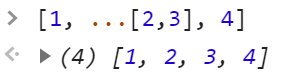 > [1, ...[2,3], 4]
<· ▶ (4) [1, 2, 3, 4]